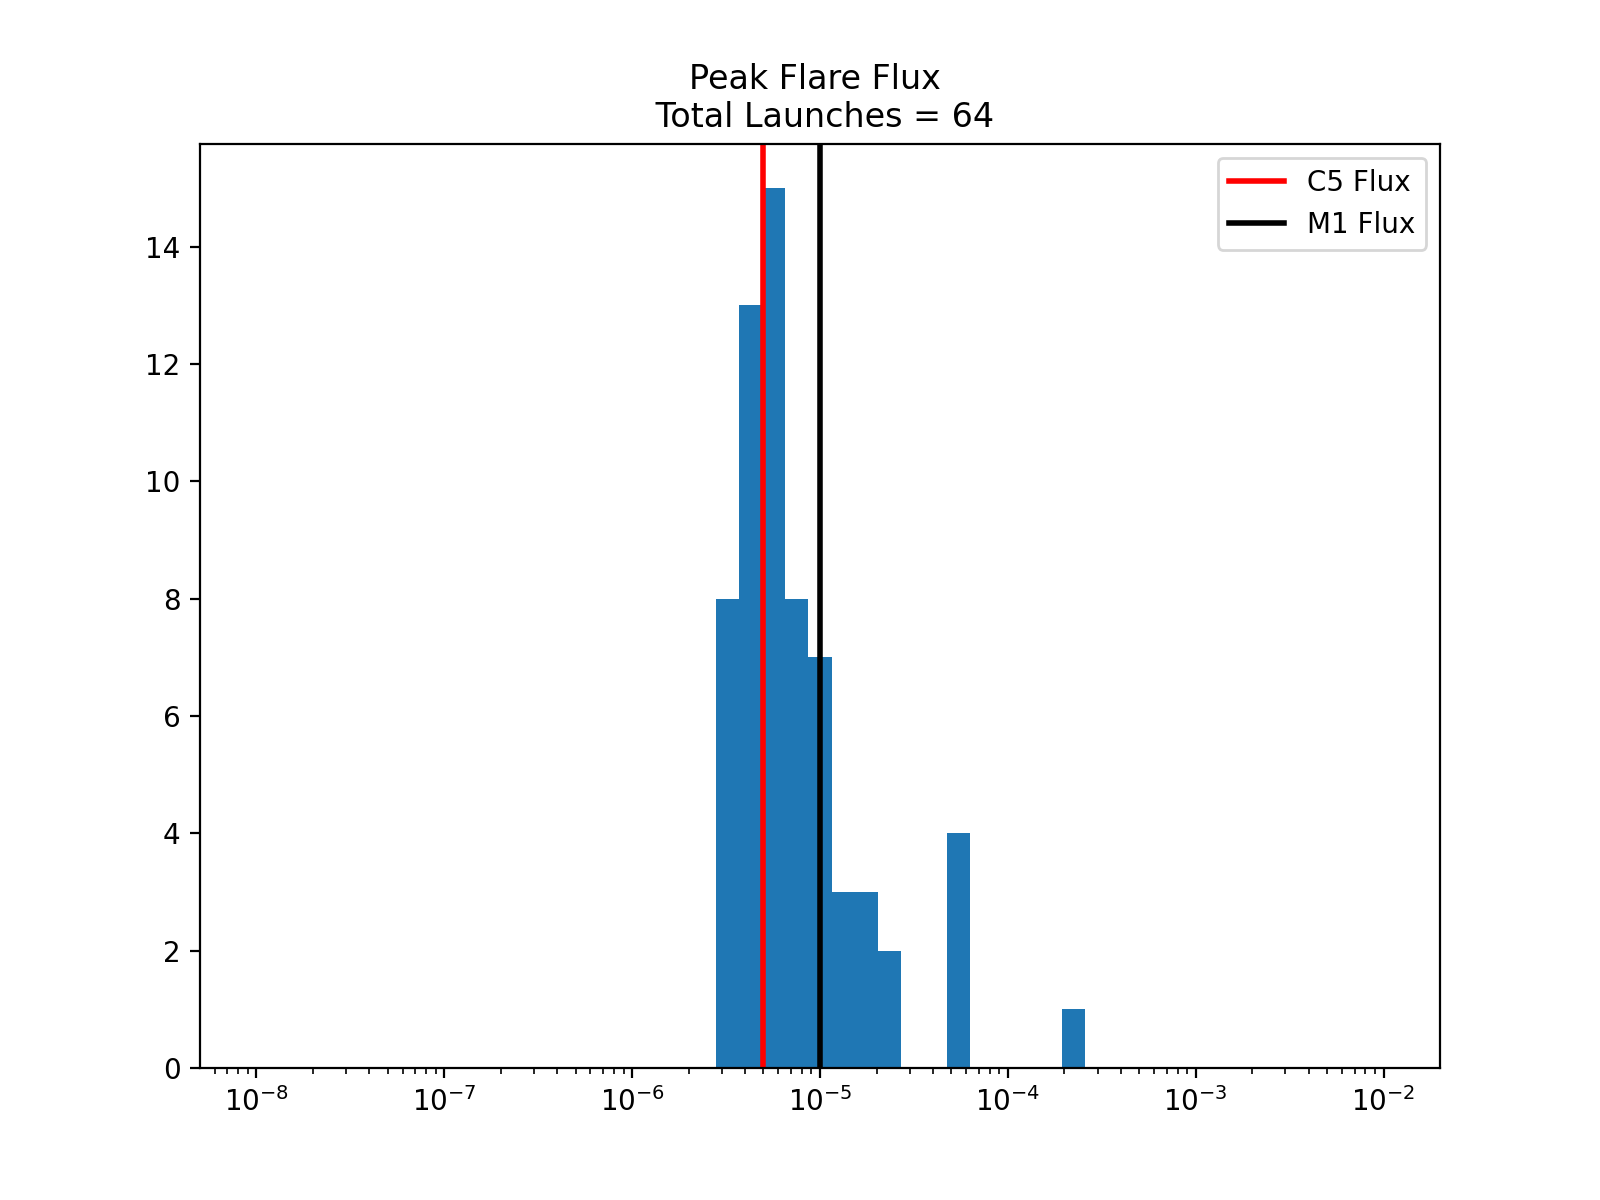 Peak Flare Flux
Total Launches = 64
C5 Flux
M1 Flux
14
12
10
8
6
4
2
0
10⁻⁸ 10⁻⁷ 10⁻⁶ 10⁻⁵ 10⁻⁴ 10⁻³ 10⁻²